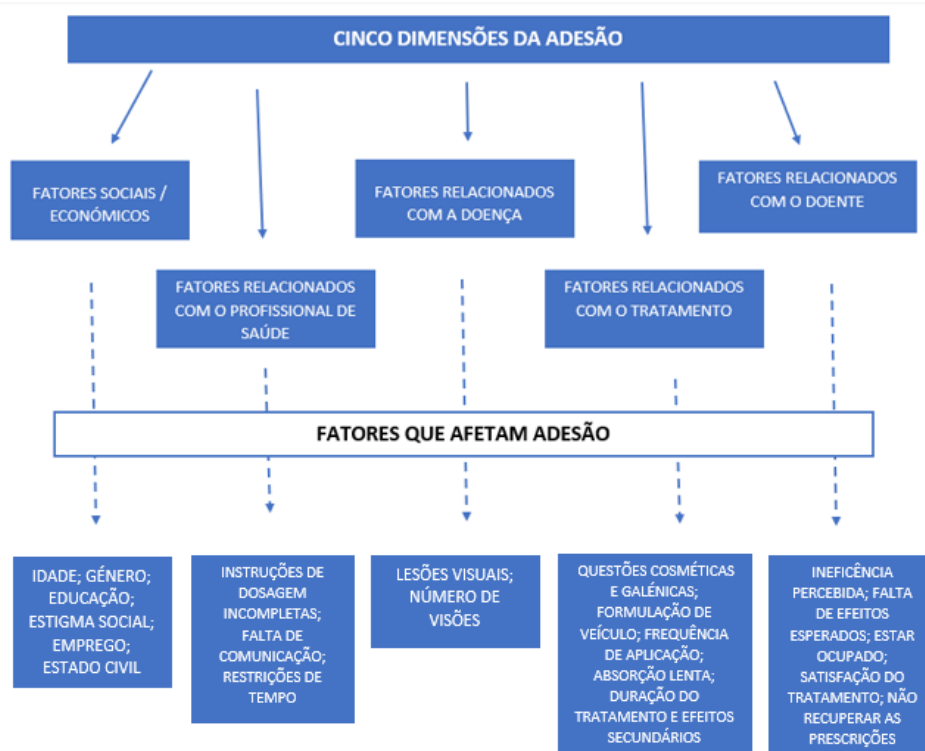 CINCO DIMENSÕES DA ADESÃO
FATORES SOCIAIS /
ECONÓMICOS
FATORES RELACIONADOS
COM A DOENÇA
FATORES RELACIONADOS
COM O DOENTE
FATORES RELACIONADOS
COM O PROFISSIONAL DE
SAÚDE
FATORES RELACIONADOS
COM O TRATAMENTO
FATORES QUE AFETAM ADESÃO
IDADE; GÉNERO;
EDUCAÇÃO;
ESTIGMA SOCIAL;
EMPREGO;
ESTADO CIVIL
INSTRUÇÕES DE
DOSAGEM
INCOMPLETAS;
FALTA DE
COMUNICAÇÃO;
RESTRIÇÕES DE
TEMPO
LESÕES VISUAIS;
NÚMERO DE
VISÕES
QUESTÕES COSMÉTICAS
E GALÉNICAS;
FORMULAÇÃO DE
VEÍCULO; FREQUÊNCIA
DE APLICAÇÃO;
ABSORÇÃO LENTA;
DURAÇÃO DO
TRATAMENTO E EFEITOS
SECUNDÁRIOS
INEFICÊNCIA
PERCEBIDA; FALTA
DE EFEITOS
ESPERADOS; ESTAR
OCUPADO;
SATISFAÇÃO DO
TRATAMENTO; NÃO
RECUPERAR AS
PRESCRIÇÕES